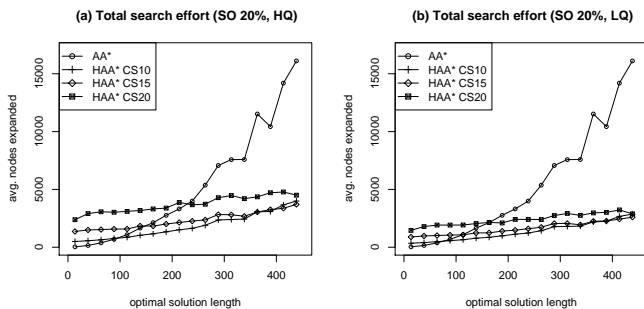 (a) Total search effort (SO 20%, HQ)
AA*
HAA* CS10
HAA* CS15
HAA* CS20
avg. nodes expanded
0
5000
10000
15000
0
100
200
300
400
optimal solution length
(b) Total search effort (SO 20%, LQ)
AA*
HAA* CS10
HAA* CS15
HAA* CS20
avg. nodes expanded
0
5000
10000
15000
0
100
200
300
400
optimal solution length